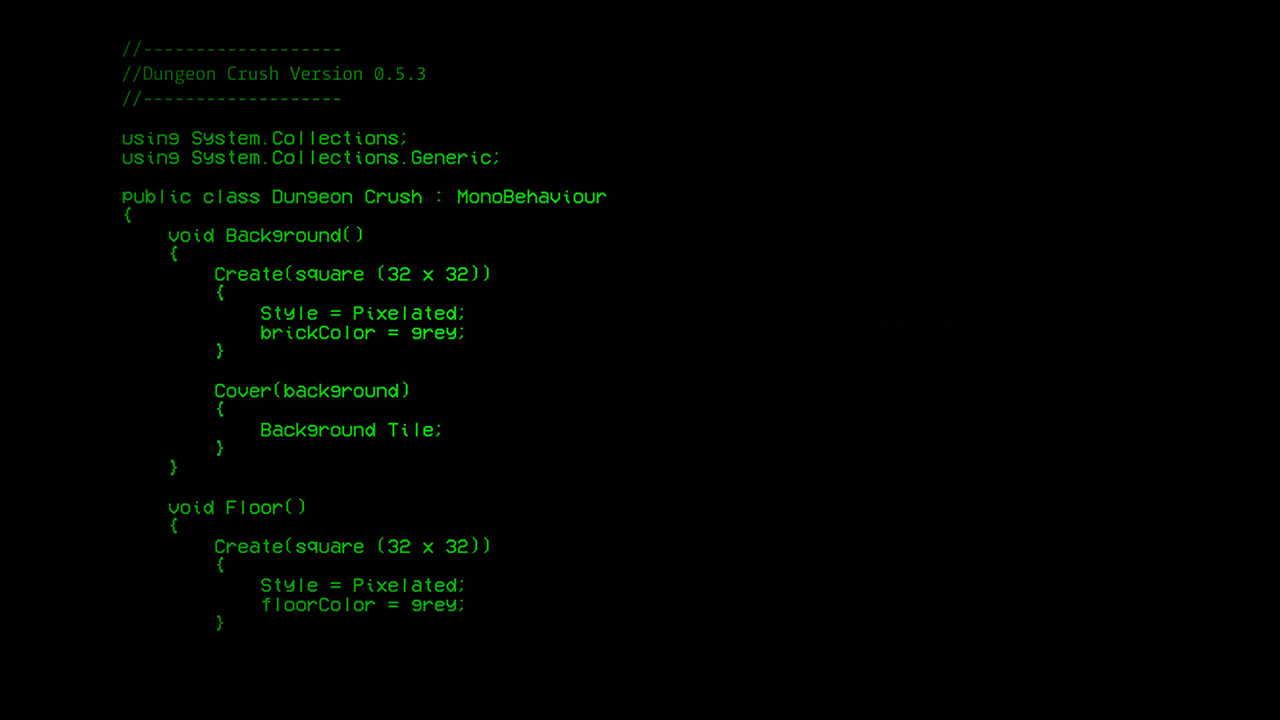 //-------------------
//Dungeon Crush Version 0.5.3
//-------------------
using System.Collections;
using System.Collections.Generic;
public class Dungeon Crush : MonoBehaviour
{
void Background()
{
Create(square (32 x 32))
{
Style = Pixelated;
brickColor = grey;
}
Cover(background)
{
Background Tile;
}
}
void Floor()
{
Create(square (32 x 32))
{
Style = Pixelated;
floorColor = grey;
}